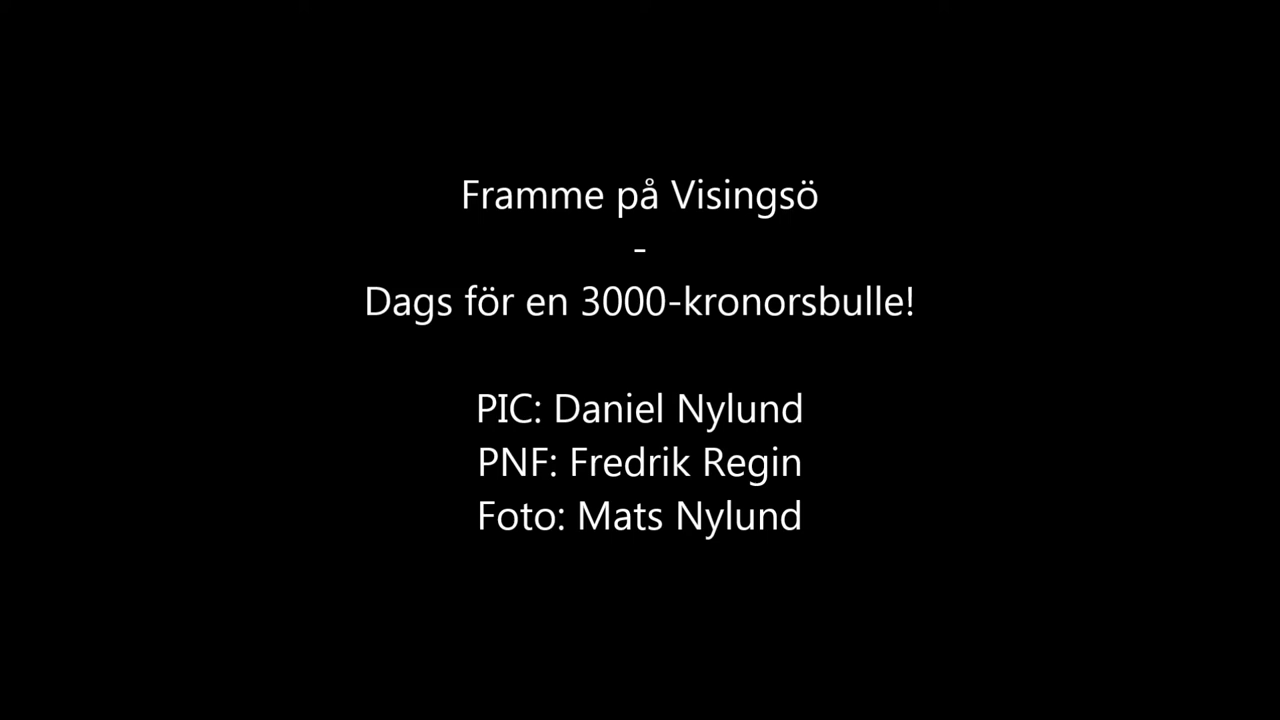 Framme på Visingsö
-
Dags för en 3000-kronorsbulle!
PIC: Daniel Nylund
PNF: Fredrik Regin
Foto: Mats Nylund